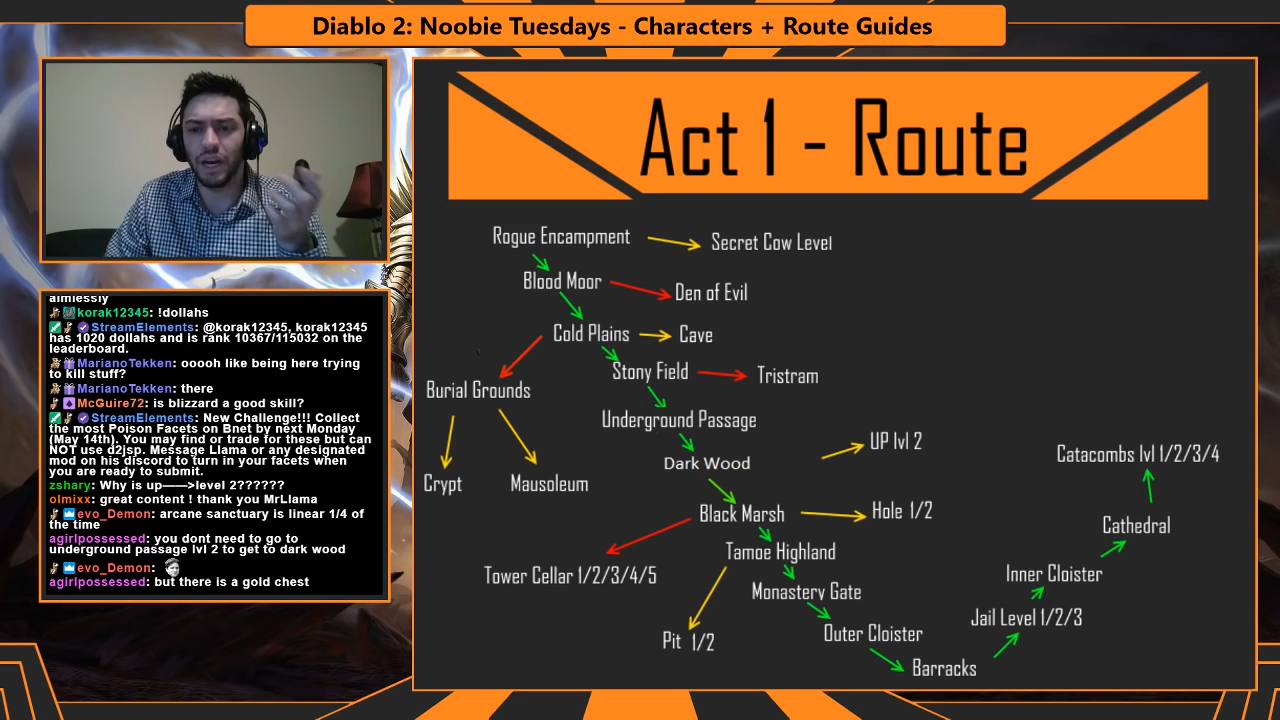 Diablo 2: Noobie Tuesdays - Characters + Route Guides
aimlessly
korak12345: !dollahs
StreamElements: @korak12345, korak12345
has 1020 dollahs and is rank 10367/115032 on the
leaderboard.
MarianoTekken: ooooh like being here trying
to kill stuff?
MarianoTekken: there
McGuire72: is blizzard a good skill?
StreamElements: New Challenge!!! Collect
the most Poison Facets on Bnet by next Monday
(May 14th). You may find or trade for these but can
NOT use d2jsp. Message Llama or any designated
mod on his discord to turn in your facets when
you are ready to submit.
zshary: Why is up——>level 2??????
olmixx: great content ! thank you MrLlama
evo_Demon: arcane sanctuary is linear 1/4 of
the time
agirlpossessed: you dont need to go to
underground passage lvl 2 to get to dark wood
evo_Demon:
agirlpossessed: but there is a gold chest
Act 1 - Route
Rogue Encampment
Secret Cow Level
Blood Moor
Den of Evil
Cold Plains
Cave
Stony Field
Tristram
Burial Grounds
Underground Passage
UP lvl 2
Dark Wood
Catacombs lvl 1/2/3/4
Crypt
Mausoleum
Black Marsh
Hole 1/2
Cathedral
Tamoe Highland
Tower Cellar 1/2/3/4/5
Inner Cloister
Monastery Gate
Jail Level 1/2/3
Outer Cloister
Pit 1/2
Barracks